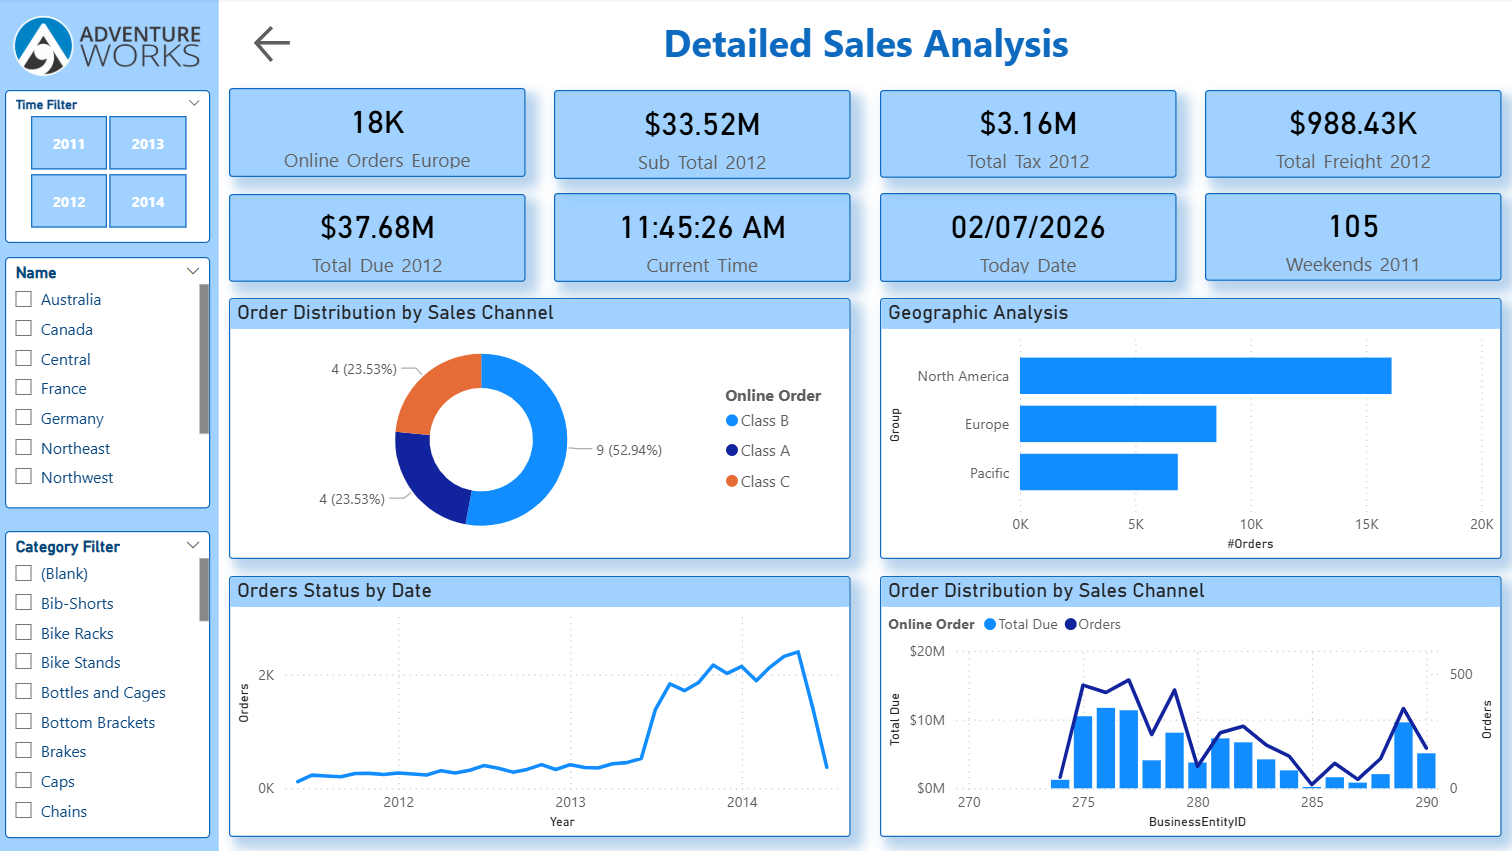 ADVENTURE
WORKS
Detailed Sales Analysis
Time Filter
2011
2013
2012
2014
Name
Australia
Canada
Central
France
Germany
Northeast
Northwest
Category Filter
(Blank)
Bib-Shorts
Bike Racks
Bike Stands
Bottles and Cages
Bottom Brackets
Brakes
Caps
Chains
18K
Online Orders Europe
$33.52M
Sub Total 2012
$3.16M
Total Tax 2012
$988.43K
Total Freight 2012
$37.68M
Total Due 2012
11:45:26 AM
Current Time
02/07/2026
Today Date
105
Weekends 2011
Order Distribution by Sales Channel
4 (23.53%)
9 (52.94%)
4 (23.53%)
Online Order
Class B
Class A
Class C
Geographic Analysis
Group
North America
Europe
Pacific
0K 5K 10K 15K 20K
#Orders
Orders Status by Date
Orders
2K
0K
2012 2013 2014
Year
Order Distribution by Sales Channel
Online Order Total Due Orders
Total Due
$20M
$10M
$0M
500
0
Orders
270 275 280 285 290
BusinessEntityID